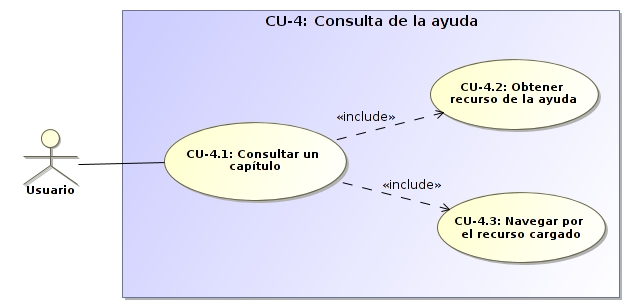 CU-4: Consulta de la ayuda
CU-4.2: Obtener
recurso de la ayuda
«include»
CU-4.1: Consultar un
capítulo
Usuario
«include»
CU-4.3: Navegar por
el recurso cargado